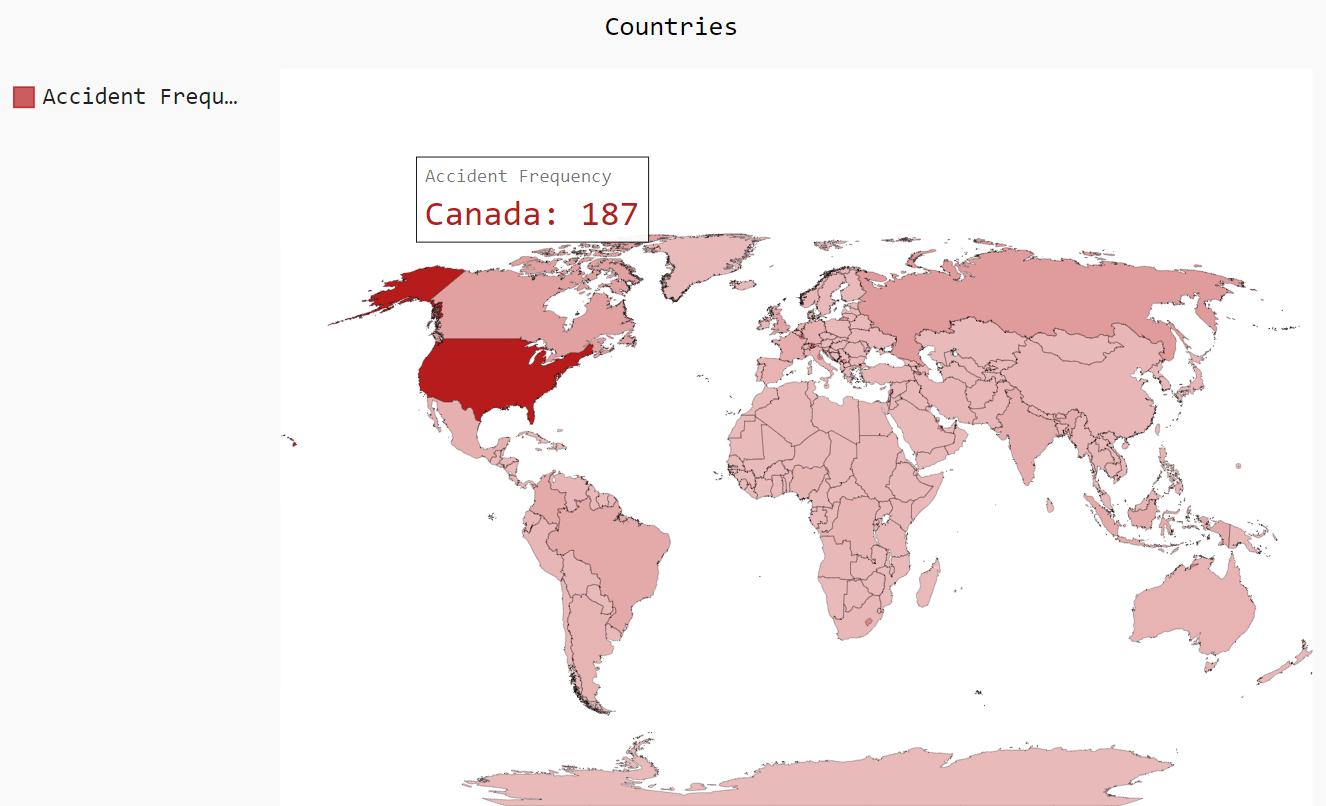 Countries
Accident Frequ…
Accident Frequency
Canada: 187